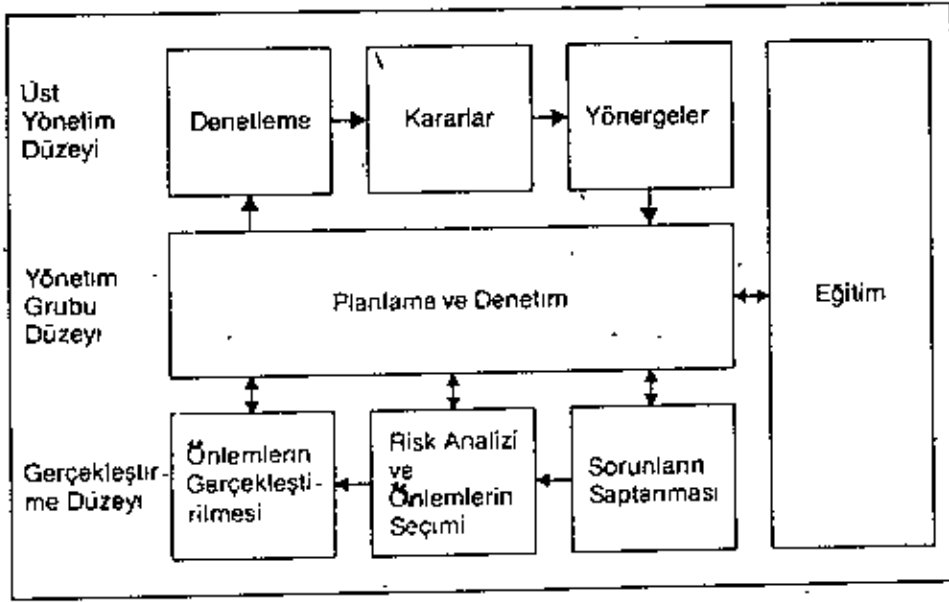 Üst
Yönetim
Düzeyi
Denetleme
Kararlar
Yönergeler
Yönetim
Grubu
Düzeyi
Planlama ve Denetim
Eğitim
Gerçekleştir-
me Düzeyi
Önlemlerin
Gerçekleşti-
rilmesi
Risk Analizi
ve
Önlemlerin
Seçimi
Sorunların
Saptanması